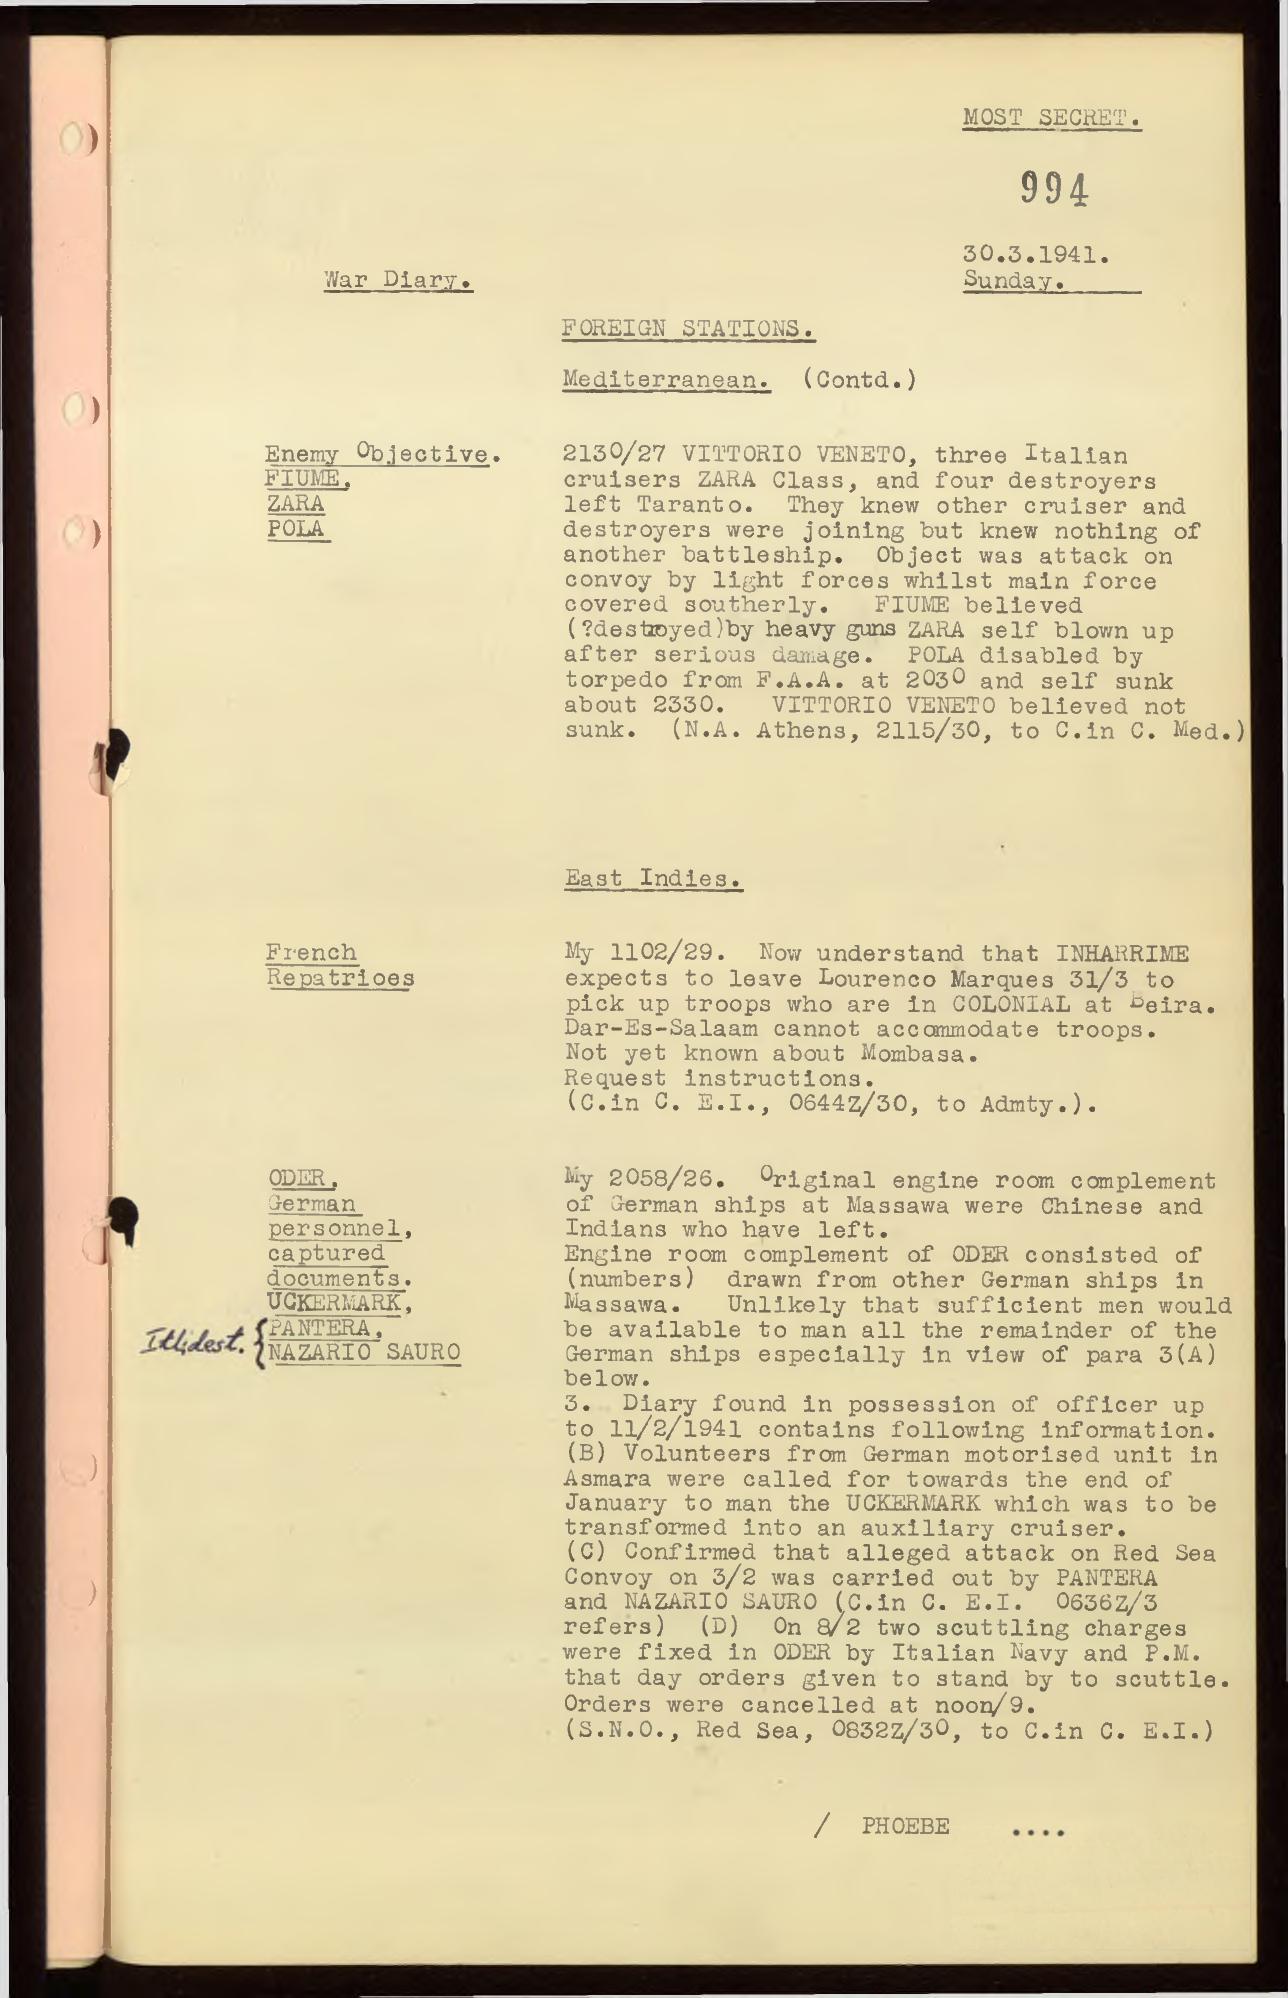 MOST SECRET.
994
30.3.1941.
War Diary.
Sunday.
FOREIGN STATIONS.
Mediterranean. (Contd.)
Enemy Objective.
FIUME,
ZARA
POLA
2130/27 VITTORIO VENETO, three Italian
cruisers ZARA Class, and four destroyers
left Taranto. They knew other cruiser and
destroyers were joining but knew nothing of
another battleship. Object was attack on
convoy by light forces whilst main force
covered southerly. FIUME believed
(?destroyed)by heavy guns ZARA self blown up
after serious damage. POLA disabled by
torpedo from F.A.A. at 2030 and self sunk
about 2330. VITTORIO VENETO believed not
sunk. (N.A. Athens, 2115/30, to C.in C. Med.)
East Indies.
French
Repatrioes
My 1102/29. Now understand that INHARRIME
expects to leave Lourenco Marques 31/3 to
pick up troops who are in COLONIAL at Beira.
Dar-Es-Salaam cannot accommodate troops.
Not yet known about Mombasa.
Request instructions.
(C.in C. E.I., 0644Z/30, to Admty.).
ODER,
German
personnel,
captured
documents.
UCKERMARK,
Itl:dest. {PANTERA,
NAZARIO SAURO
My 2058/26. Original engine room complement
of German ships at Massawa were Chinese and
Indians who have left.
Engine room complement of ODER consisted of
(numbers) drawn from other German ships in
Massawa. Unlikely that sufficient men would
be available to man all the remainder of the
German ships especially in view of para 3(A)
below.
3. Diary found in possession of officer up
to 11/2/1941 contains following information.
(B) Volunteers from German motorised unit in
Asmara were called for towards the end of
January to man the UCKERMARK which was to be
transformed into an auxiliary cruiser.
(C) Confirmed that alleged attack on Red Sea
Convoy on 3/2 was carried out by PANTERA
and NAZARIO SAURO (C.in C. E.I. 0636Z/3
refers) (D) On 8/2 two scuttling charges
were fixed in ODER by Italian Navy and P.M.
that day orders given to stand by to scuttle.
Orders were cancelled at noon/9.
(S.N.O., Red Sea, 0832Z/30, to C.in C. E.I.)
/ PHOEBE ....